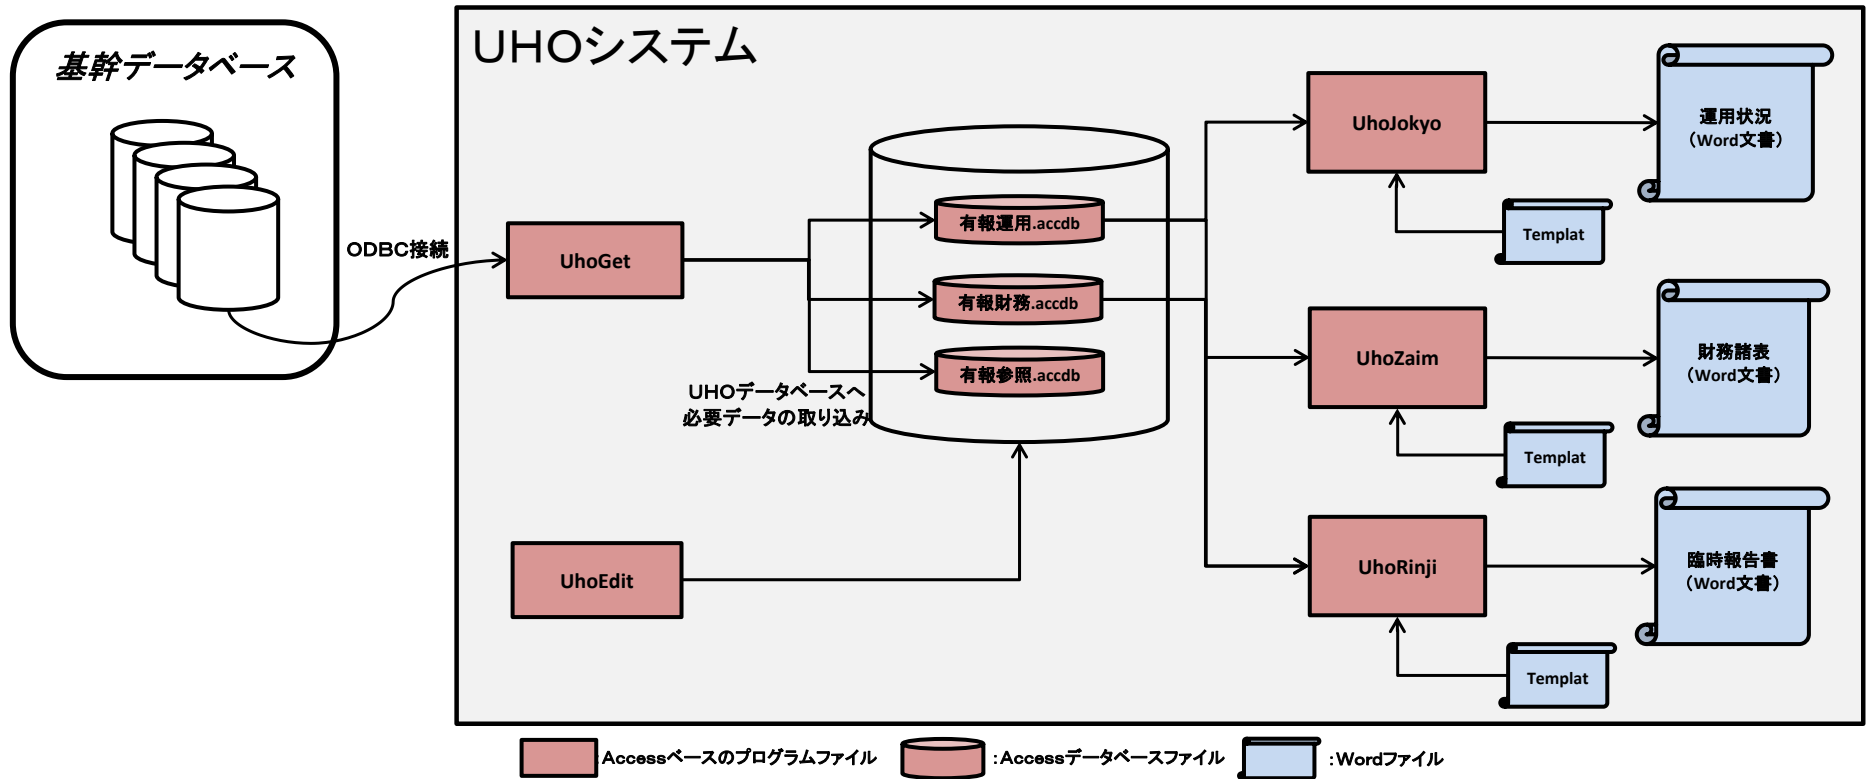 基幹データベース
UHOシステム
ODBC接続
UhoGet
有報運用.accdb
有報財務.accdb
有報参照.accdb
UHOデータベースへ
必要データの取り込み
UhoEdit
UhoJokyo
Templat
運用状況
（Word文書）
UhoZaim
Templat
財務諸表
（Word文書）
UhoRinji
Templat
臨時報告書
（Word文書）
:Accessベースのプログラムファイル
:Accessデータベースファイル
:Wordファイル